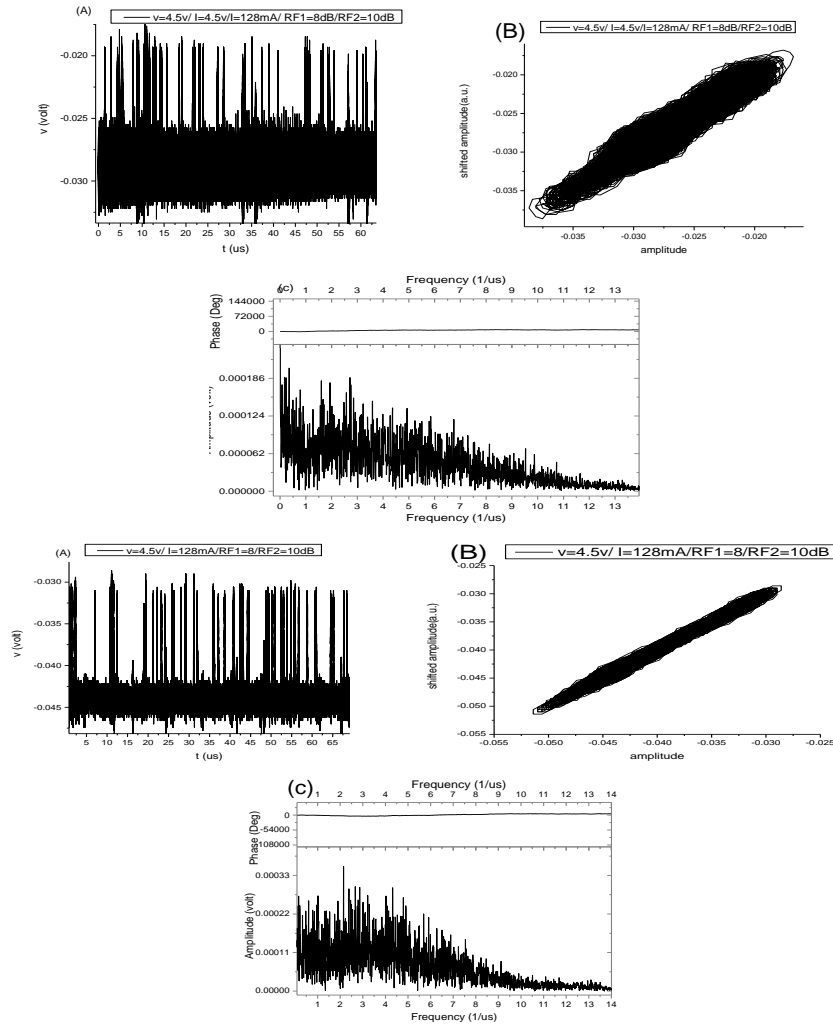 (A)
v=4.5v/ I=4.5v/I=128mA/ RF1=8dB/RF2=10dB
-0.020
-0.025
-0.030
v (volt)
0 5 10 15 20 25 30 35 40 45 50 55 60
t (us)
(B)
v=4.5v/ I=4.5v/I=128mA/ RF1=8dB/RF2=10dB
-0.020
-0.025
-0.030
-0.035
shifted amplitude(a.u.)
-0.035 -0.030 -0.025 -0.020
amplitude
Frequency (1/us)
0 1 2 3 4 5 6 7 8 9 10 11 12 13
(c)
144000
72000
0
Phase (Deg)
0.000186
0.000124
0.000062
0.000000
0 1 2 3 4 5 6 7 8 9 10 11 12 13
Frequency (1/us)
(A)
v=4.5v/ I=128mA/RF1=8/RF2=10dB
-0.030
-0.035
-0.040
-0.045
v (volt)
5 10 15 20 25 30 35 40 45 50 55 60 65
t (us)
(B)
v=4.5v/ I=128mA/RF1=8/RF2=10dB
-0.025
-0.030
-0.035
-0.040
-0.045
-0.050
-0.055
shifted amplitude(a.u.)
-0.055 -0.050 -0.045 -0.040 -0.035 -0.030 -0.025
amplitude
(c)
Frequency (1/us)
1 2 3 4 5 6 7 8 9 10 11 12 13 14
0
-54000
108000
Phase (Deg)
0.00033
0.00022
0.00011
0.00000
Amplitude (volt)
1 2 3 4 5 6 7 8 9 10 11 12 13 14
Frequency (1/us)